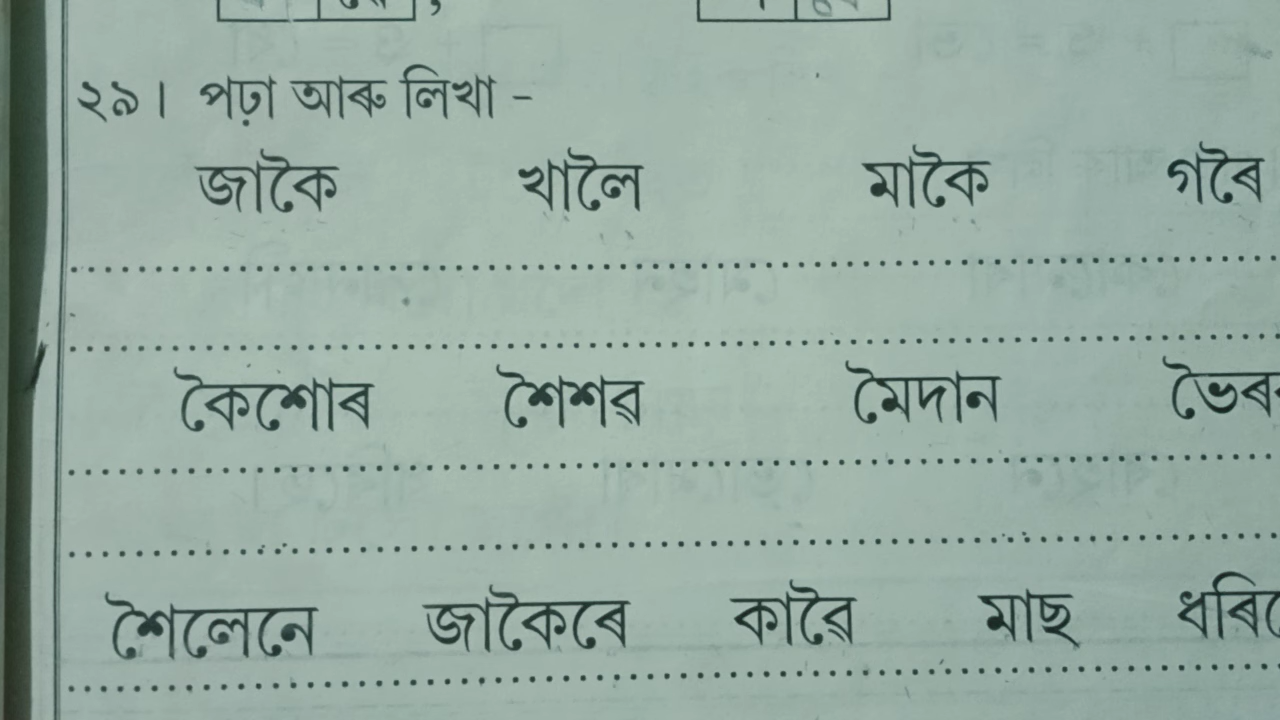 ২৯। পঢ়া আৰু লিখা -
জাকৈ খালৈ মাকৈ গৰৈ
কৈশোৰ শৈশৱ মৈদান
শৈলেনে জাকৈৰে কাৱৈ মাছ